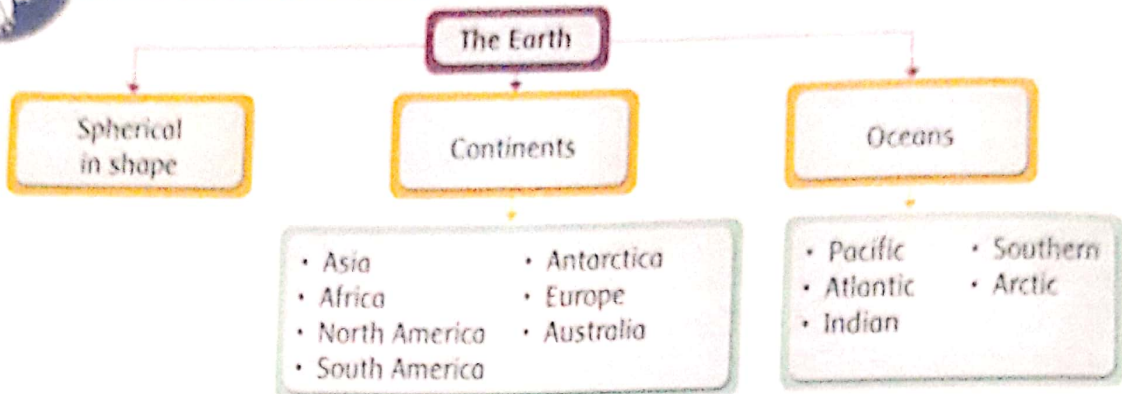 The Earth
Spherical
in shape
Continents
Oceans
• Asia
• Africa
• North America
• South America
• Antarctica
• Europe
• Australia
• Pacific
• Atlantic
• Indian
• Southern
• Arctic